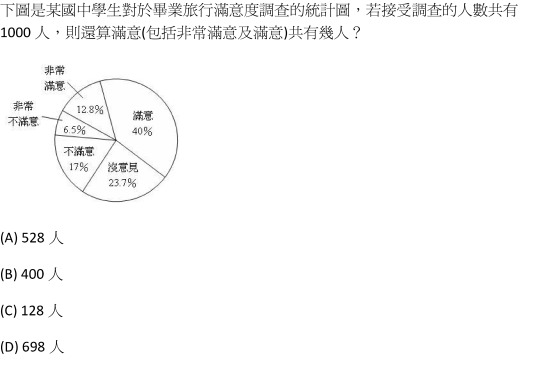 下圖是某國中學生對於畢業旅行滿意度調查的統計圖，若接受調查的人數共有
1000 人，則還算滿意(包括非常滿意及滿意)共有幾人？
非常
滿意
12.8%
滿意
40%
非常
不滿意
6.5%
不滿意
17%
沒意見
23.7%
(A) 528 人
(B) 400 人
(C) 128 人
(D) 698 人